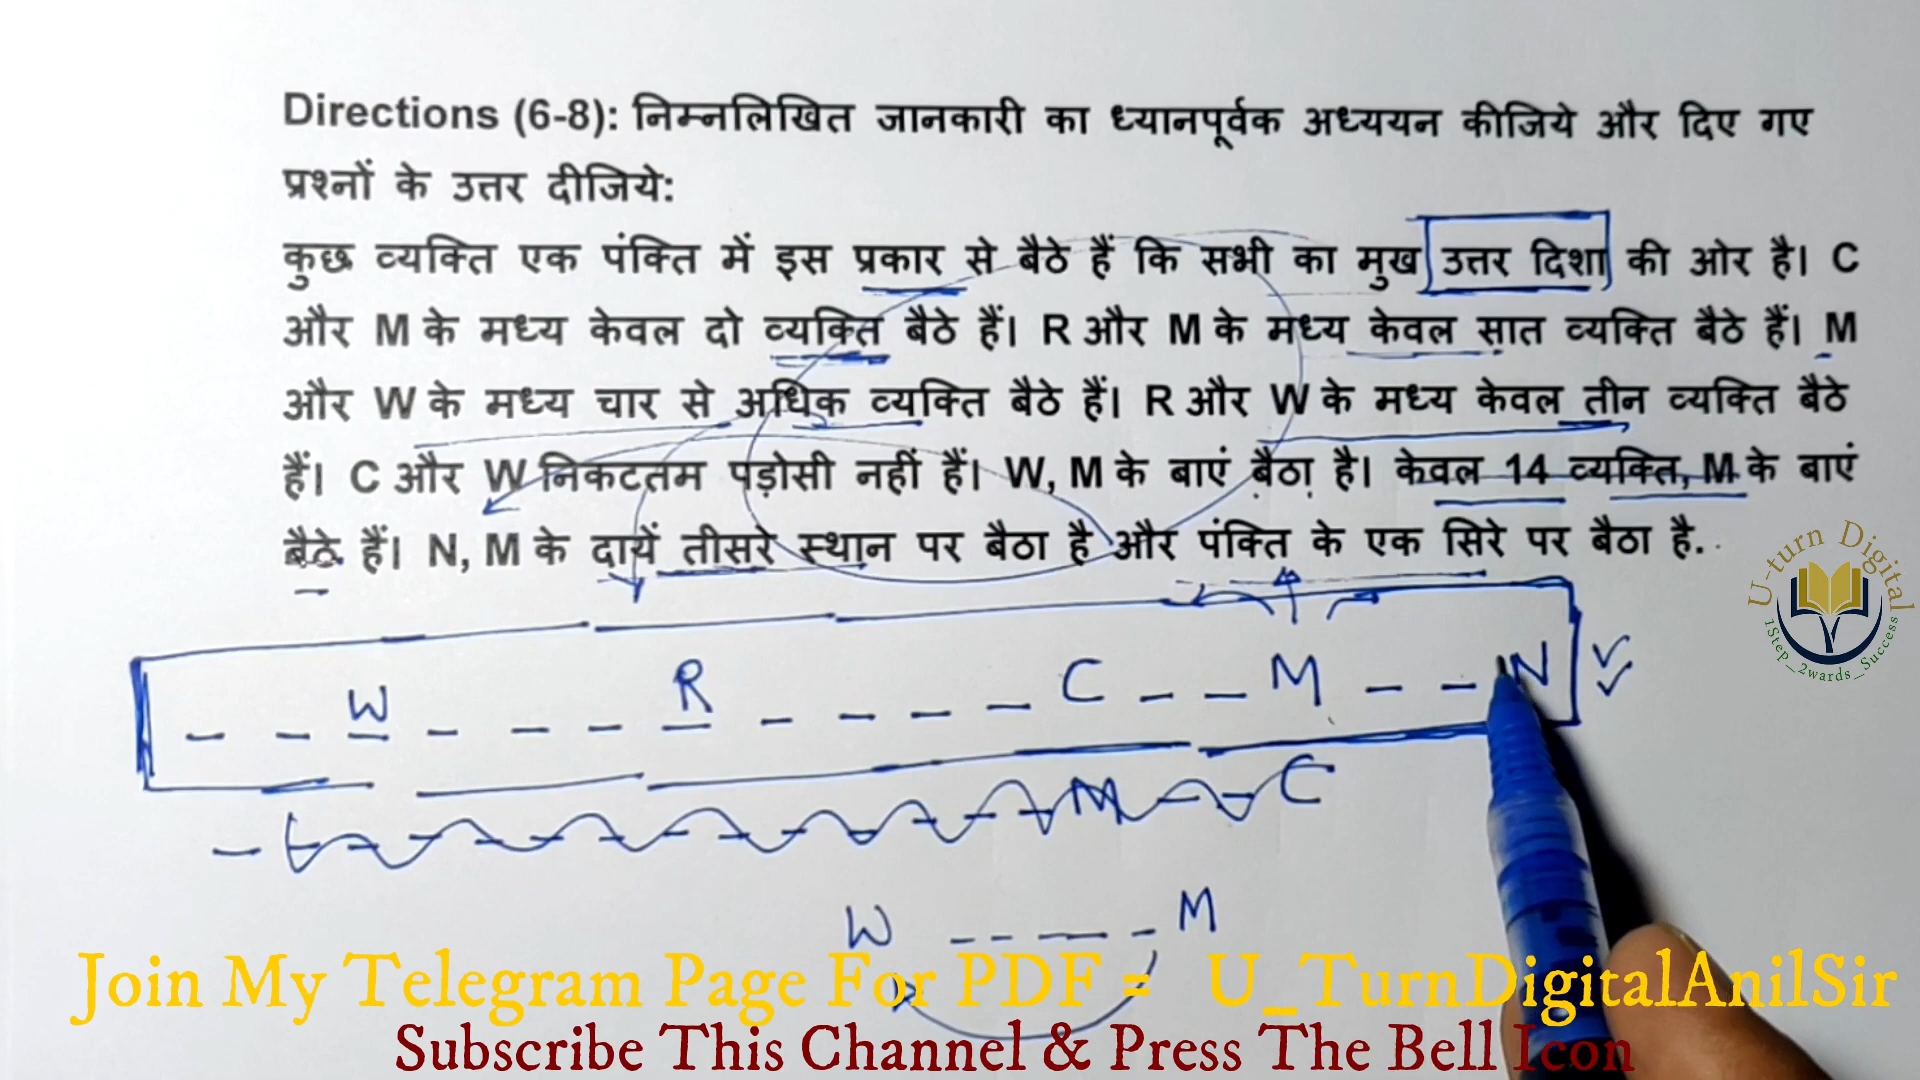 Directions (6-8): निम्नलिखित जानकारी का ध्यानपूर्वक अध्ययन कीजिये और दिए गए
प्रश्नों के उत्तर दीजिये:
कुछ व्यक्ति एक पंक्ति में इस प्रकार से बैठे हैं कि सभी का मुख उत्तर दिशा की ओर है। C
और M के मध्य केवल दो व्यक्ति बैठे हैं। R और M के मध्य केवल सात व्यक्ति बैठे हैं। M
और W के मध्य चार से अधिक व्यक्ति बैठे हैं। R और W के मध्य केवल तीन व्यक्ति बैठे
हैं। C और W निकटतम पड़ोसी नहीं हैं। W, M के बाएं बैठा है। केवल 14 व्यक्ति, M के बाएं
बैठे हैं। N, M के दायें तीसरे स्थान पर बैठा है और पंक्ति के एक सिरे पर बैठा है.
_ _ W _ _ _ R _ _ _ _ C _ _ M _ _ N
_ _ _ _ _ _ _ _ _ _ _ M _ _ C
W _ _ _ _ _ M
U-turn Digital
1Step_2wards_Success
Join My Telegram Page For PDF = U_TurnDigitalAnilSir
Subscribe This Channel & Press The Bell Icon